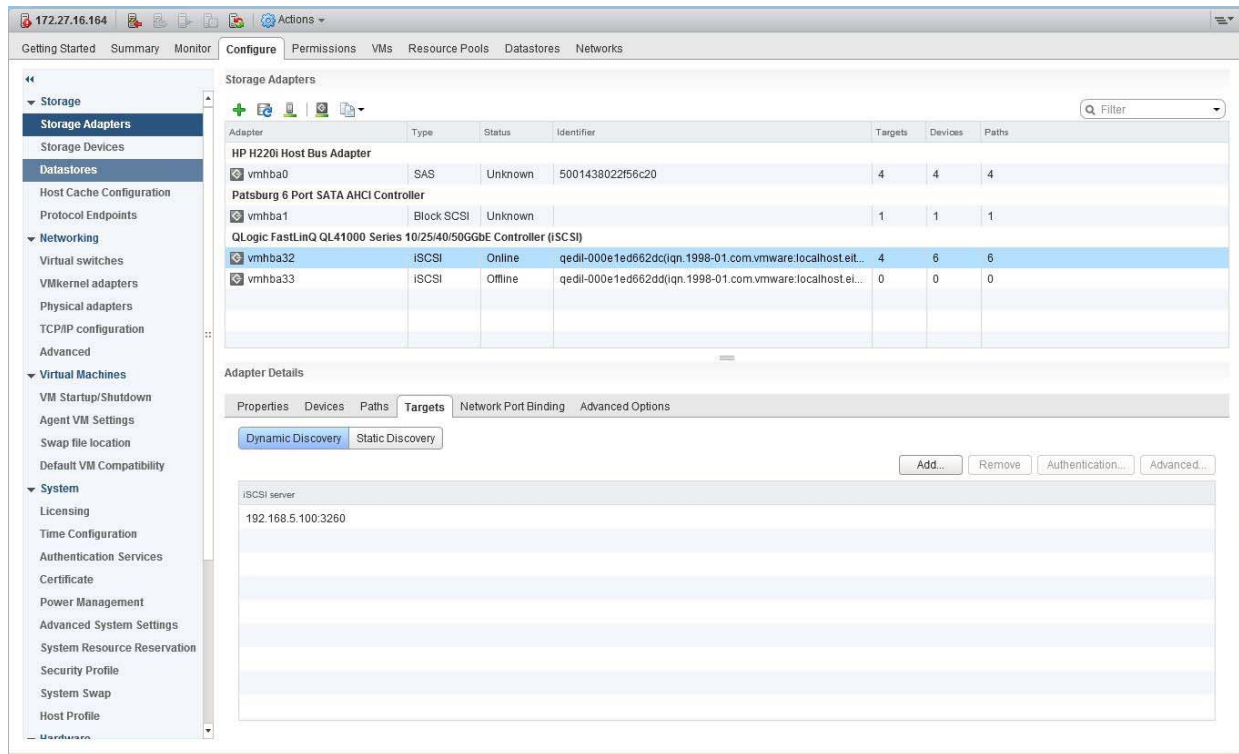 172.27.16.164 Actions
Getting Started Summary Monitor Configure Permissions VMs Resource Pools Datastores Networks
Storage
Storage Adapters
Storage Devices
Datastores
Host Cache Configuration
Protocol Endpoints
Networking
Virtual switches
VMkernel adapters
Physical adapters
TCP/IP configuration
Advanced
Virtual Machines
VM Startup/Shutdown
Agent VM Settings
Swap file location
Default VM Compatibility
System
Licensing
Time Configuration
Authentication Services
Certificate
Power Management
Advanced System Settings
System Resource Reservation
Security Profile
System Swap
Host Profile
Hardware
Storage Adapters
Filter
Adapter Type Status Identifier Targets Devices Paths
HP H220i Host Bus Adapter
vmhba0 SAS Unknown 5001438022f56c20 4 4 4
Patsburg 6 Port SATA AHCI Controller
vmhba1 Block SCSI Unknown 1 1 1
QLogic FastLinQ QL41000 Series 10/25/40/50GGbE Controller (iSCSI)
vmhba32 iSCSI Online qedil-000e1ed662dc(iqn.1998-01.com.vmware:localhost.eit... 4 6 6
vmhba33 iSCSI Offline qedil-000e1ed662dd(iqn.1998-01.com.vmware:localhost.ei... 0 0 0
Adapter Details
Properties Devices Paths Targets Network Port Binding Advanced Options
Dynamic Discovery Static Discovery
Add... Remove Authentication... Advanced...
iSCSI server
192.168.5.100:3260